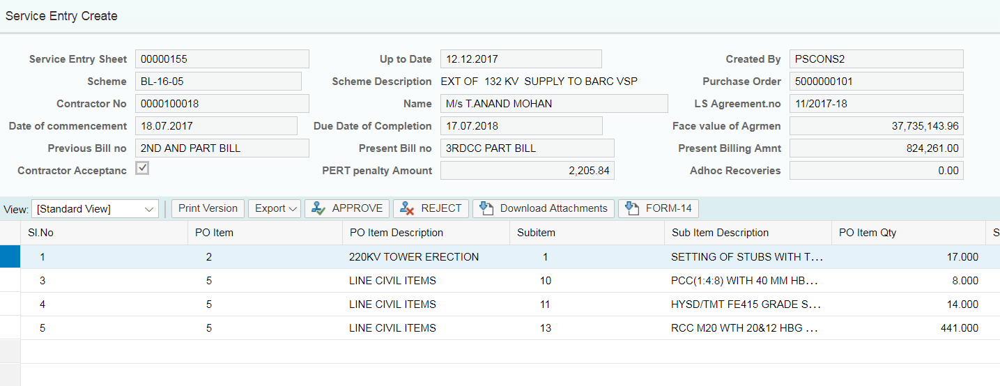 Service Entry Create
Service Entry Sheet 00000155 Up to Date 12.12.2017 Created By PSCONS2
Scheme BL-16-05 Scheme Description EXT OF 132 KV SUPPLY TO BARC VSP Purchase Order 5000000101
Contractor No 0000100018 Name M/s T.ANAND MOHAN LS Agreement.no 11/2017-18
Date of commencement 18.07.2017 Due Date of Completion 17.07.2018 Face value of Agrmen 37,735,143.96
Previous Bill no 2ND AND PART BILL Present Bill no 3RDCC PART BILL Present Billing Amnt 824,261.00
Contractor Acceptanc PERT penalty Amount 2,205.84 Adhoc Recoveries 0.00
View: [Standard View] Print Version Export APPROVE REJECT Download Attachments FORM-14
Sl.No PO Item PO Item Description Subitem Sub Item Description PO Item Qty S
1 2 220KV TOWER ERECTION 1 SETTING OF STUBS WITH T... 17.000
3 5 LINE CIVIL ITEMS 10 PCC(1:4:8) WITH 40 MM HB... 8.000
4 5 LINE CIVIL ITEMS 11 HYSD/TMT FE415 GRADE S... 14.000
5 5 LINE CIVIL ITEMS 13 RCC M20 WTH 20&12 HBG ... 441.000